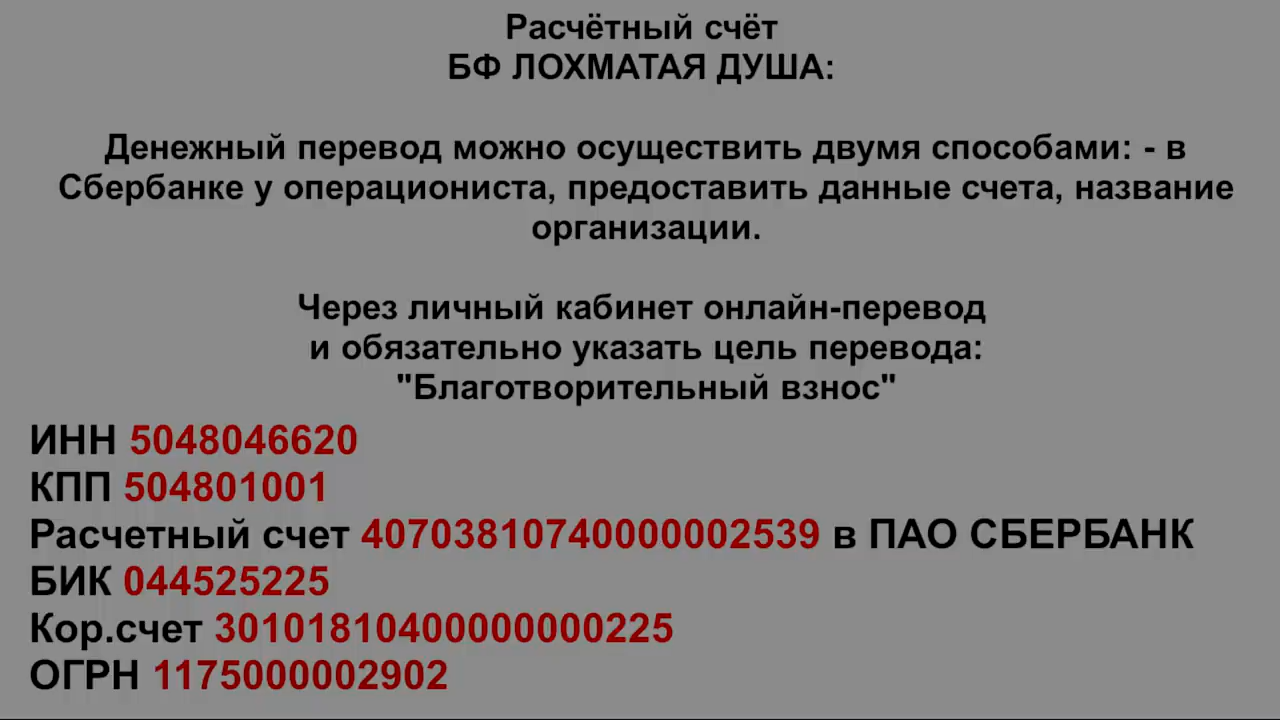 Расчётный счёт
БФ ЛОХМАТАЯ ДУША:
Денежный перевод можно осуществить двумя способами: - в
Сбербанке у операциониста, предоставить данные счета, название
организации.
Через личный кабинет онлайн-перевод
и обязательно указать цель перевода:
"Благотворительный взнос"
ИНН 5048046620
КПП 504801001
Расчетный счет 40703810740000002539 в ПАО СБЕРБАНК
БИК 044525225
Кор.счет 30101810400000000225
ОГРН 1175000002902